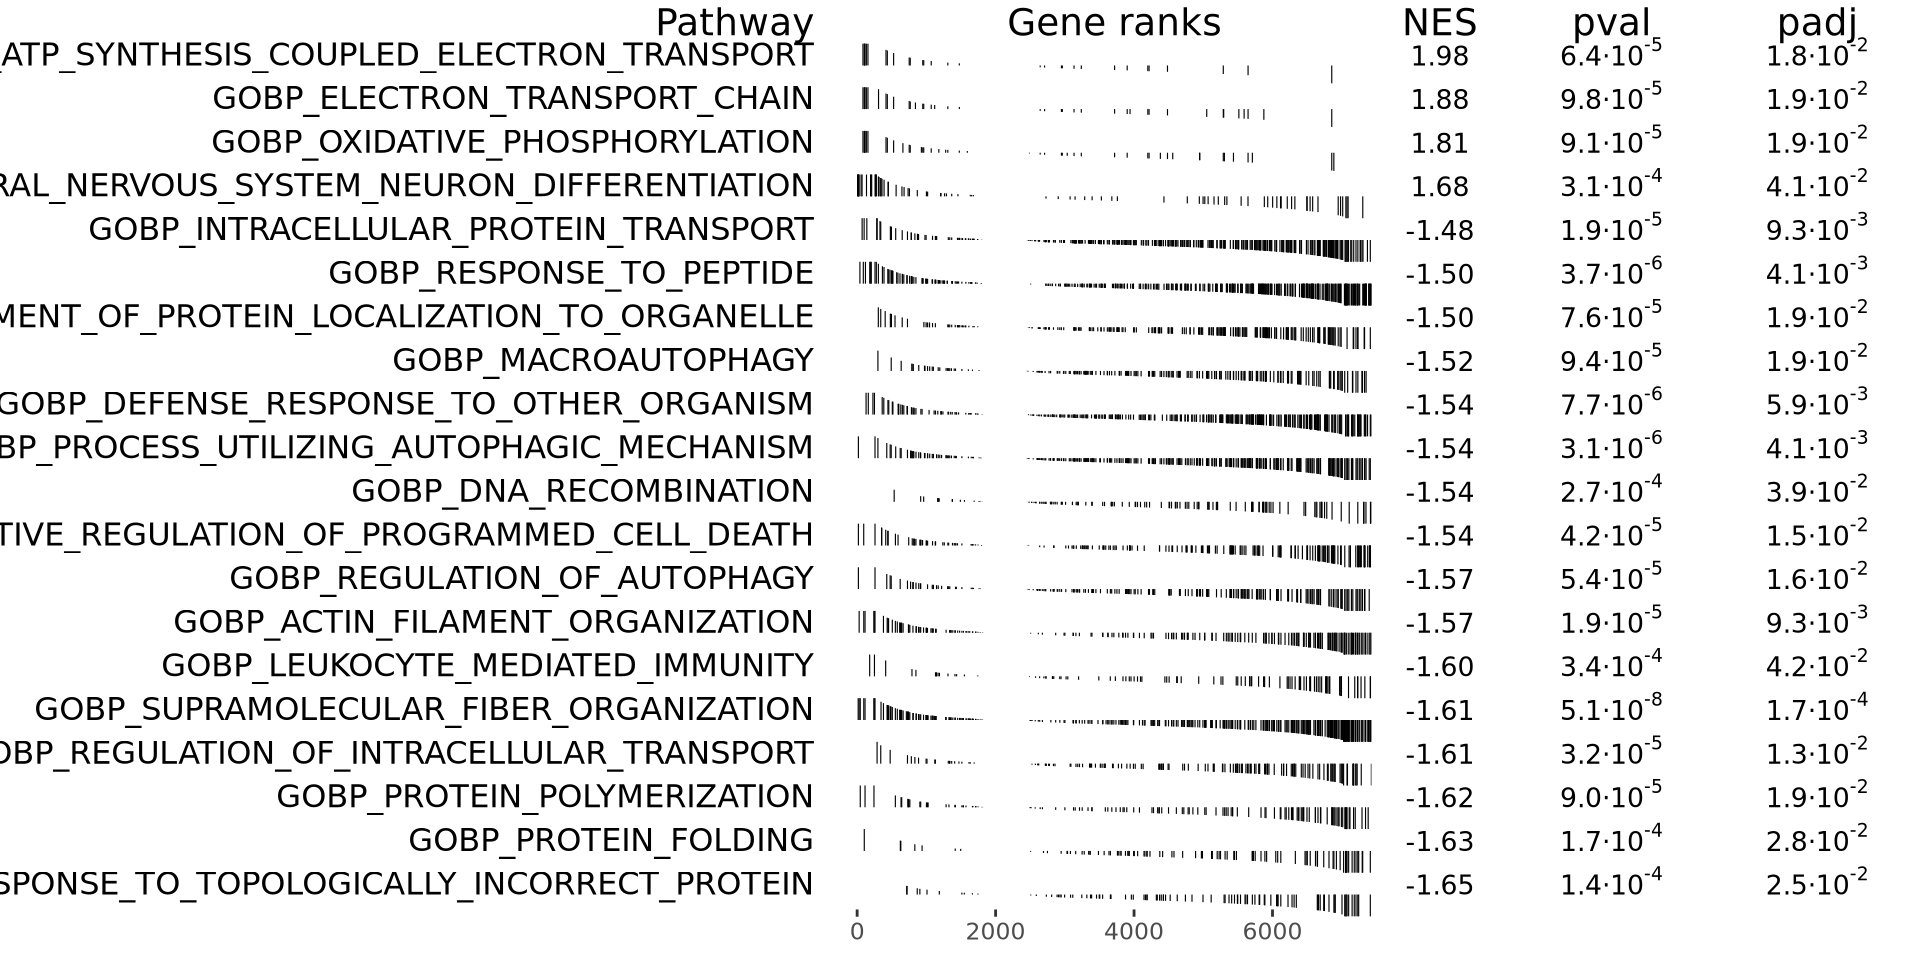 Pathway Gene ranks NES pval padj
ATP_SYNTHESIS_COUPLED_ELECTRON_TRANSPORT 1.98 6.4·10-5 1.8·10-2
GOBP_ELECTRON_TRANSPORT_CHAIN 1.88 9.8·10-5 1.9·10-2
GOBP_OXIDATIVE_PHOSPHORYLATION 1.81 9.1·10-5 1.9·10-2
RAL_NERVOUS_SYSTEM_NEURON_DIFFERENTIATION 1.68 3.1·10-4 4.1·10-2
GOBP_INTRACELLULAR_PROTEIN_TRANSPORT -1.48 1.9·10-5 9.3·10-3
GOBP_RESPONSE_TO_PEPTIDE -1.50 3.7·10-6 4.1·10-3
MENT_OF_PROTEIN_LOCALIZATION_TO_ORGANELLE -1.50 7.6·10-5 1.9·10-2
GOBP_MACROAUTOPHAGY -1.52 9.4·10-5 1.9·10-2
GOBP_DEFENSE_RESPONSE_TO_OTHER_ORGANISM -1.54 7.7·10-6 5.9·10-3
BP_PROCESS_UTILIZING_AUTOPHAGIC_MECHANISM -1.54 3.1·10-6 4.1·10-3
GOBP_DNA_RECOMBINATION -1.54 2.7·10-4 3.9·10-2
TIVE_REGULATION_OF_PROGRAMMED_CELL_DEATH -1.54 4.2·10-5 1.5·10-2
GOBP_REGULATION_OF_AUTOPHAGY -1.57 5.4·10-5 1.6·10-2
GOBP_ACTIN_FILAMENT_ORGANIZATION -1.57 1.9·10-5 9.3·10-3
GOBP_LEUKOCYTE_MEDIATED_IMMUNITY -1.60 3.4·10-4 4.2·10-2
GOBP_SUPRAMOLECULAR_FIBER_ORGANIZATION -1.61 5.1·10-8 1.7·10-4
OBP_REGULATION_OF_INTRACELLULAR_TRANSPORT -1.61 3.2·10-5 1.3·10-2
GOBP_PROTEIN_POLYMERIZATION -1.62 9.0·10-5 1.9·10-2
GOBP_PROTEIN_FOLDING -1.63 1.7·10-4 2.8·10-2
SPONSE_TO_TOPOLOGICALLY_INCORRECT_PROTEIN -1.65 1.4·10-4 2.5·10-2
0 2000 4000 6000